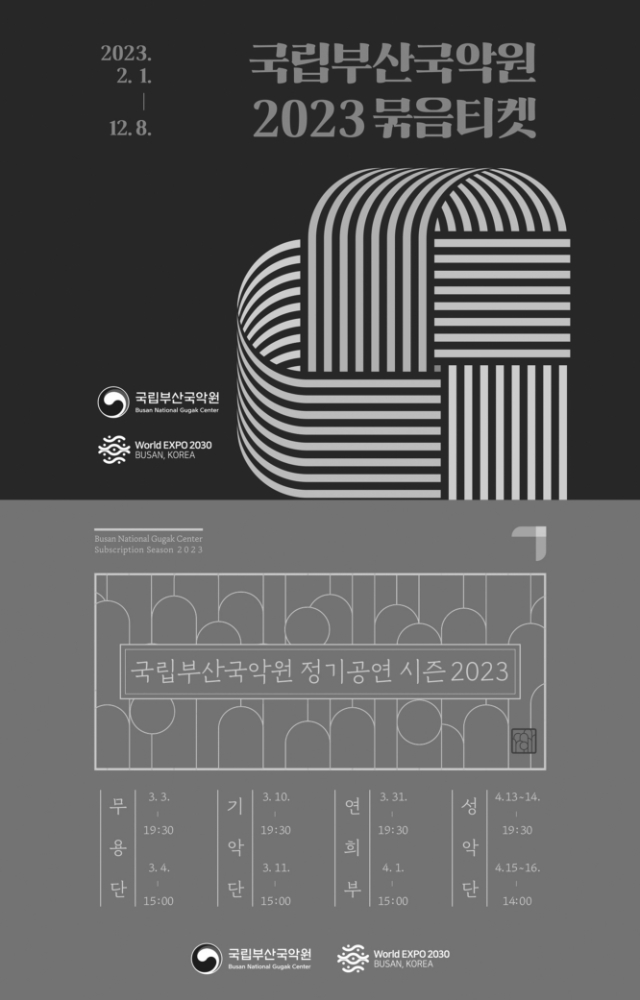 2023.
2. 1.
|
12. 8.
국립부산국악원
2023 묶음티켓
국립부산국악원
Busan National Gugak Center
World EXPO 2030
BUSAN, KOREA
Busan National Gugak Center
Subscription Season 2023
국립부산국악원 정기공연 시즌 2023
무용단
3. 3.
19:30
3. 4.
15:00
기악단
3. 10.
19:30
3. 11.
15:00
연희부
3. 31.
19:30
4. 1.
15:00
성악단
4.13-14.
19:30
4.15-16.
14:00
국립부산국악원
Busan National Gugak Center
World EXPO 2030
BUSAN, KOREA